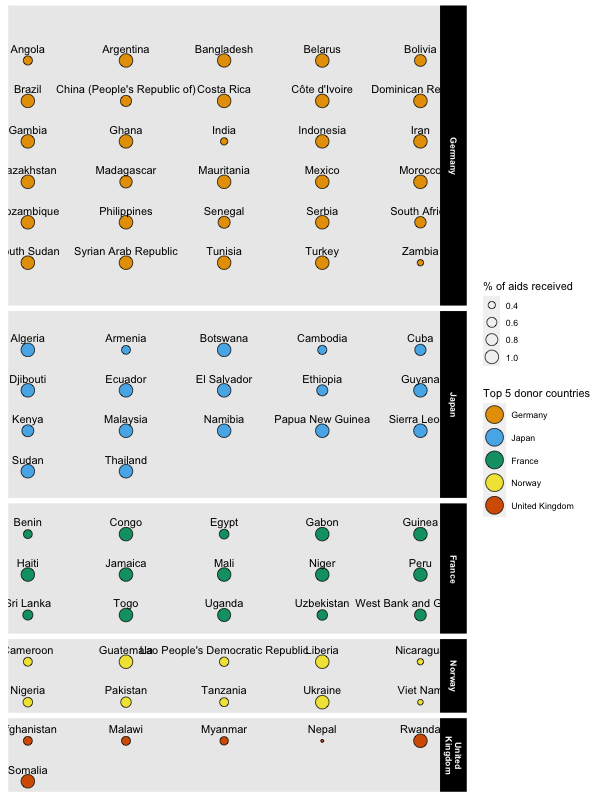 Angola Argentina Bangladesh Belarus Bolivia
Brazil China (People's Republic of) Costa Rica Côte d'Ivoire Dominican Re
Gambia Ghana India Indonesia Iran
azakhstan Madagascar Mauritania Mexico Morocc
ozambique Philippines Senegal Serbia South Afri
outh Sudan Syrian Arab Republic Tunisia Turkey Zambia
Germany
Algeria Armenia Botswana Cambodia Cuba
Djibouti Ecuador El Salvador Ethiopia Guyana
Kenya Malaysia Namibia Papua New Guinea Sierra Leo
Sudan Thailand
Japan
Benin Congo Egypt Gabon Guinea
Haiti Jamaica Mali Niger Peru
Sri Lanka Togo Uganda Uzbekistan West Bank and G
France
Cameroon Guatemala Lao People's Democratic Republic Liberia Nicaragu
Nigeria Pakistan Tanzania Ukraine Viet Nam
Norway
fghanistan Malawi Myanmar Nepal Rwanda
Somalia
United
Kingdom
% of aids received
0.4
0.6
0.8
1.0
Top 5 donor countries
Germany
Japan
France
Norway
United Kingdom